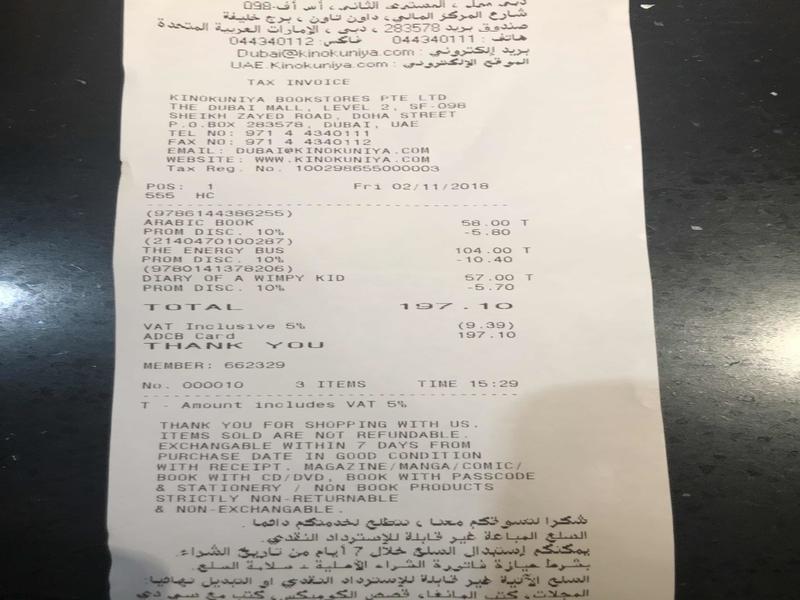 دبي مول ، المستوى الثاني ، أس أف-098
شارع المركز المالي، داون تاون ، برج خليفة
صندوق بريد 283578 ، دبي ، الإمارات العربية المتحدة
هاتف : 044340111 فاكس: 044340112
بريد إلكتروني : Dubai@kinokuniya.com
الموقع الإلكتروني : UAE.Kinokuniya.com
TAX INVOICE
KINOKUNIYA BOOKSTORES PTE LTD
THE DUBAI MALL, LEVEL 2, SF-098
SHEIKH ZAYED ROAD, DOHA STREET
P.O.BOX 283578, DUBAI, UAE
TEL NO: 971 4 4340111
FAX NO: 971 4 4340112
EMAIL: DUBAI@KINOKUNIYA.COM
WEBSITE: WWW.KINOKUNIYA.COM
Tax Reg. No. 100298655000003
POS: 1 Fri 02/11/2018
555 HC
(9786144386255)
ARABIC BOOK 58.00 T
PROM DISC. 10% -5.80
(2140470100287)
THE ENERGY BUS 104.00 T
PROM DISC. 10% -10.40
(9780141378206)
DIARY OF A WIMPY KID 57.00 T
PROM DISC. 10% -5.70
TOTAL 197.10
VAT Inclusive 5% (9.39)
ADCB Card 197.10
THANK YOU
MEMBER: 662329
No. 000010 3 ITEMS TIME 15:29
T - Amount includes VAT 5%
THANK YOU FOR SHOPPING WITH US.
ITEMS SOLD ARE NOT REFUNDABLE.
EXCHANGABLE WITHIN 7 DAYS FROM
PURCHASE DATE IN GOOD CONDITION
WITH RECEIPT. MAGAZINE/MANGA/COMIC/
BOOK WITH CD/DVD, BOOK WITH PASSCODE
& STATIONERY / NON BOOK PRODUCTS
STRICTLY NON-RETURNABLE
& NON-EXCHANGABLE.
شكرا لتسوقكم معنا ، نتطلع لخدمتكم دائما .
السلع المباعة غير قابلة للإسترداد النقدي.
يمكنكم إستبدال السلع خلال 7 أيام من تاريخ الشراء.
بشرط حيازة فاتورة الشراء الأصلية و سلامة السلع.
السلع الآتية غير قابلة للإسترداد النقدي او التبديل نهائيا:
المجلات، كتب المانغا، قصص الكوميكس، كتب مع سي دي